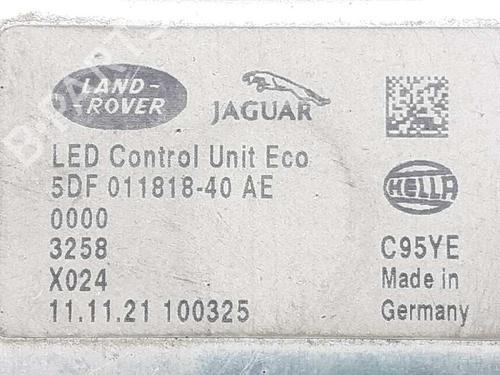 LAND-
-ROVER
JAGUAR
LED Control Unit Eco
5DF 011818-40 AE
HELLA
0000
3258
C95YE
X024
Made in
11.11.21 100325
Germany
B-PARTS